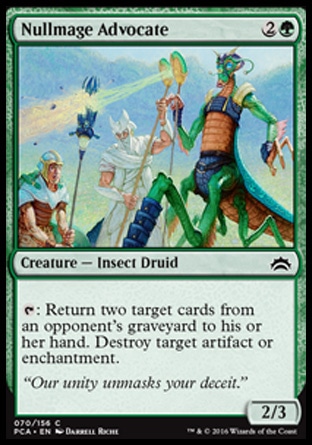 Nullmage Advocate 2
Creature — Insect Druid
: Return two target cards from
an opponent's graveyard to his or
her hand. Destroy target artifact or
enchantment.
"Our unity unmasks your deceit."
2/3
070/156 C
PCA • EN DARRELL RICHE ™ & © 2016 Wizards of the Coast